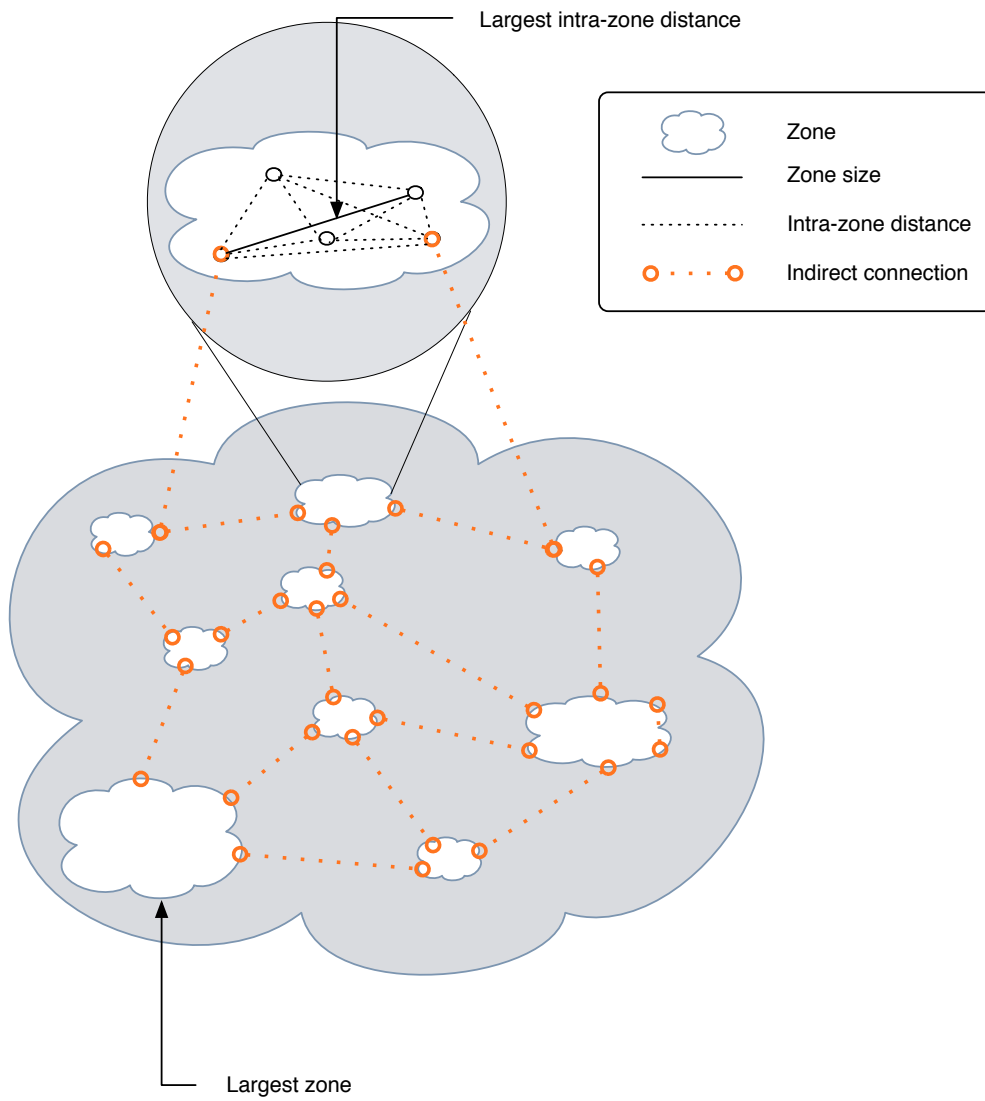 Largest intra-zone distance
Zone
Zone size
Intra-zone distance
Indirect connection
Largest zone